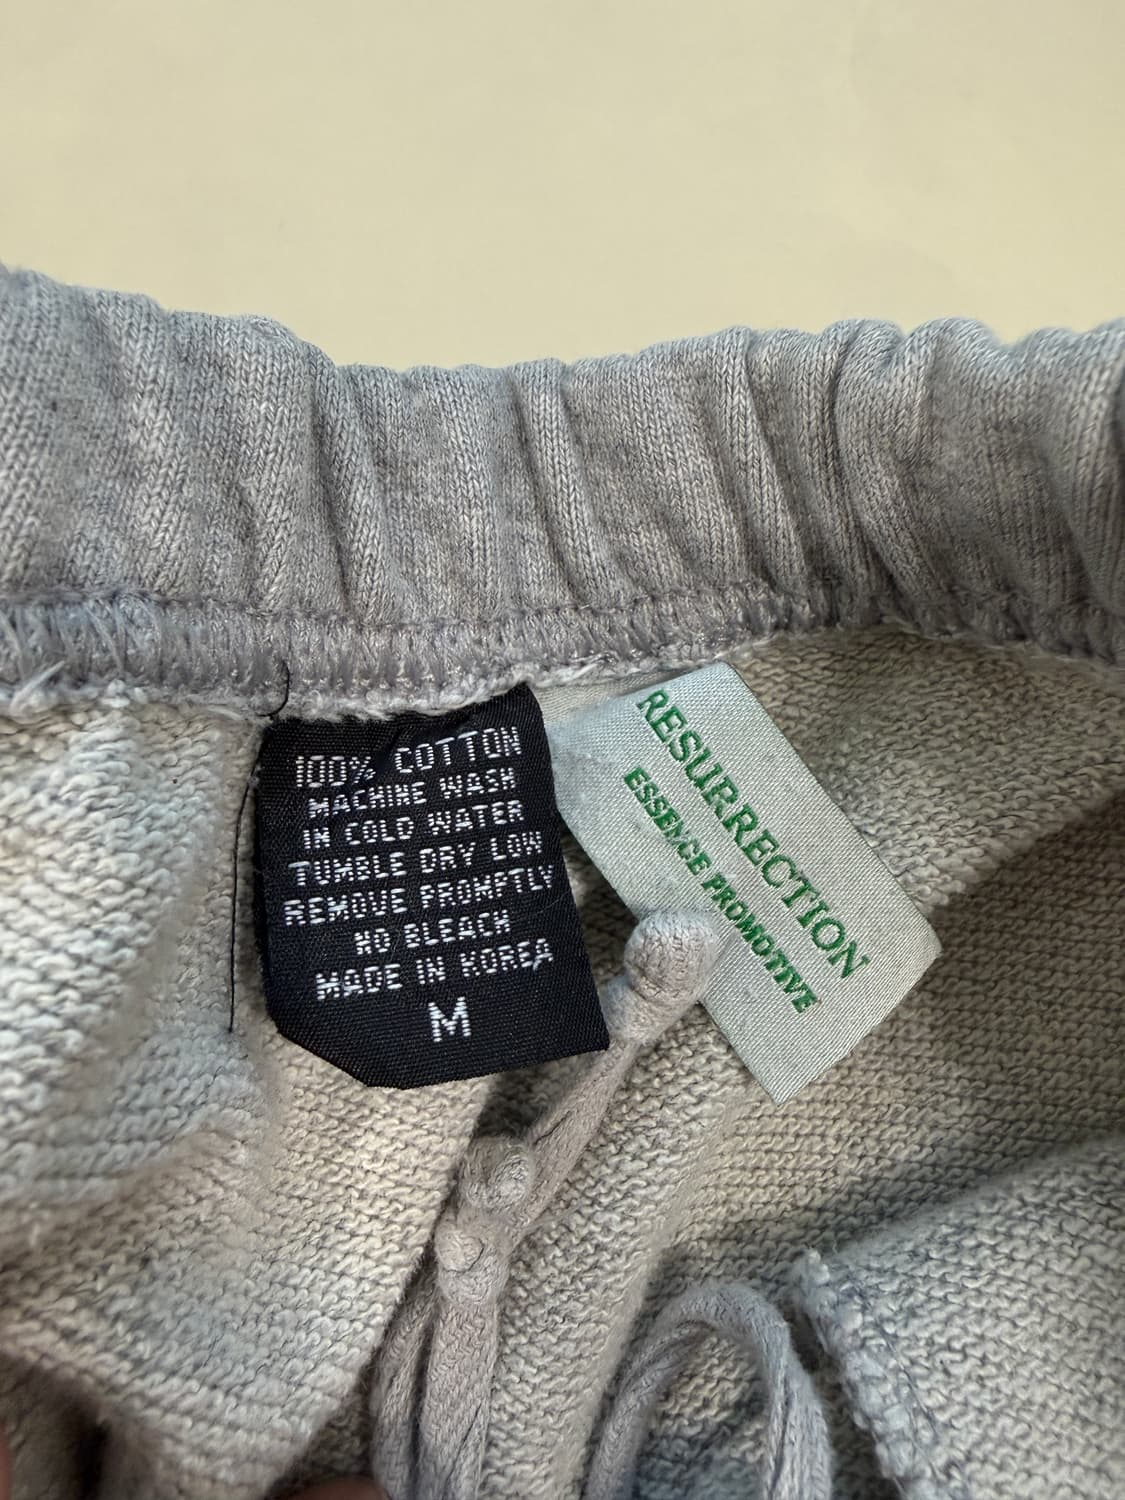 100% COTTON
MACHINE WASH
IN COLD WATER
TUMBLE DRY LOW
REMOVE PROMPTLY
NO BLEACH
MADE IN KOREA
M
RESURRECTION
ESSENCE PROMOTIVE